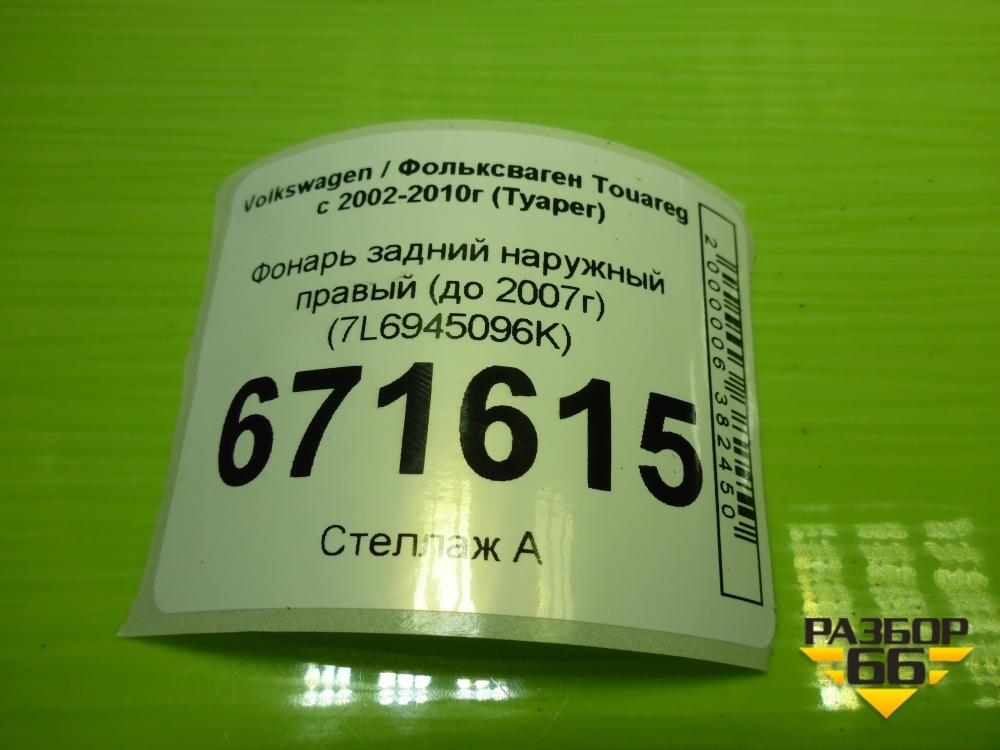 Volkswagen / Фольксваген Touareg
с 2002-2010г (Туарег)
Фонарь задний наружный
правый (до 2007г)
(7L6945096K)
671615
Стеллаж А
2000006382450
РАЗБОР
66